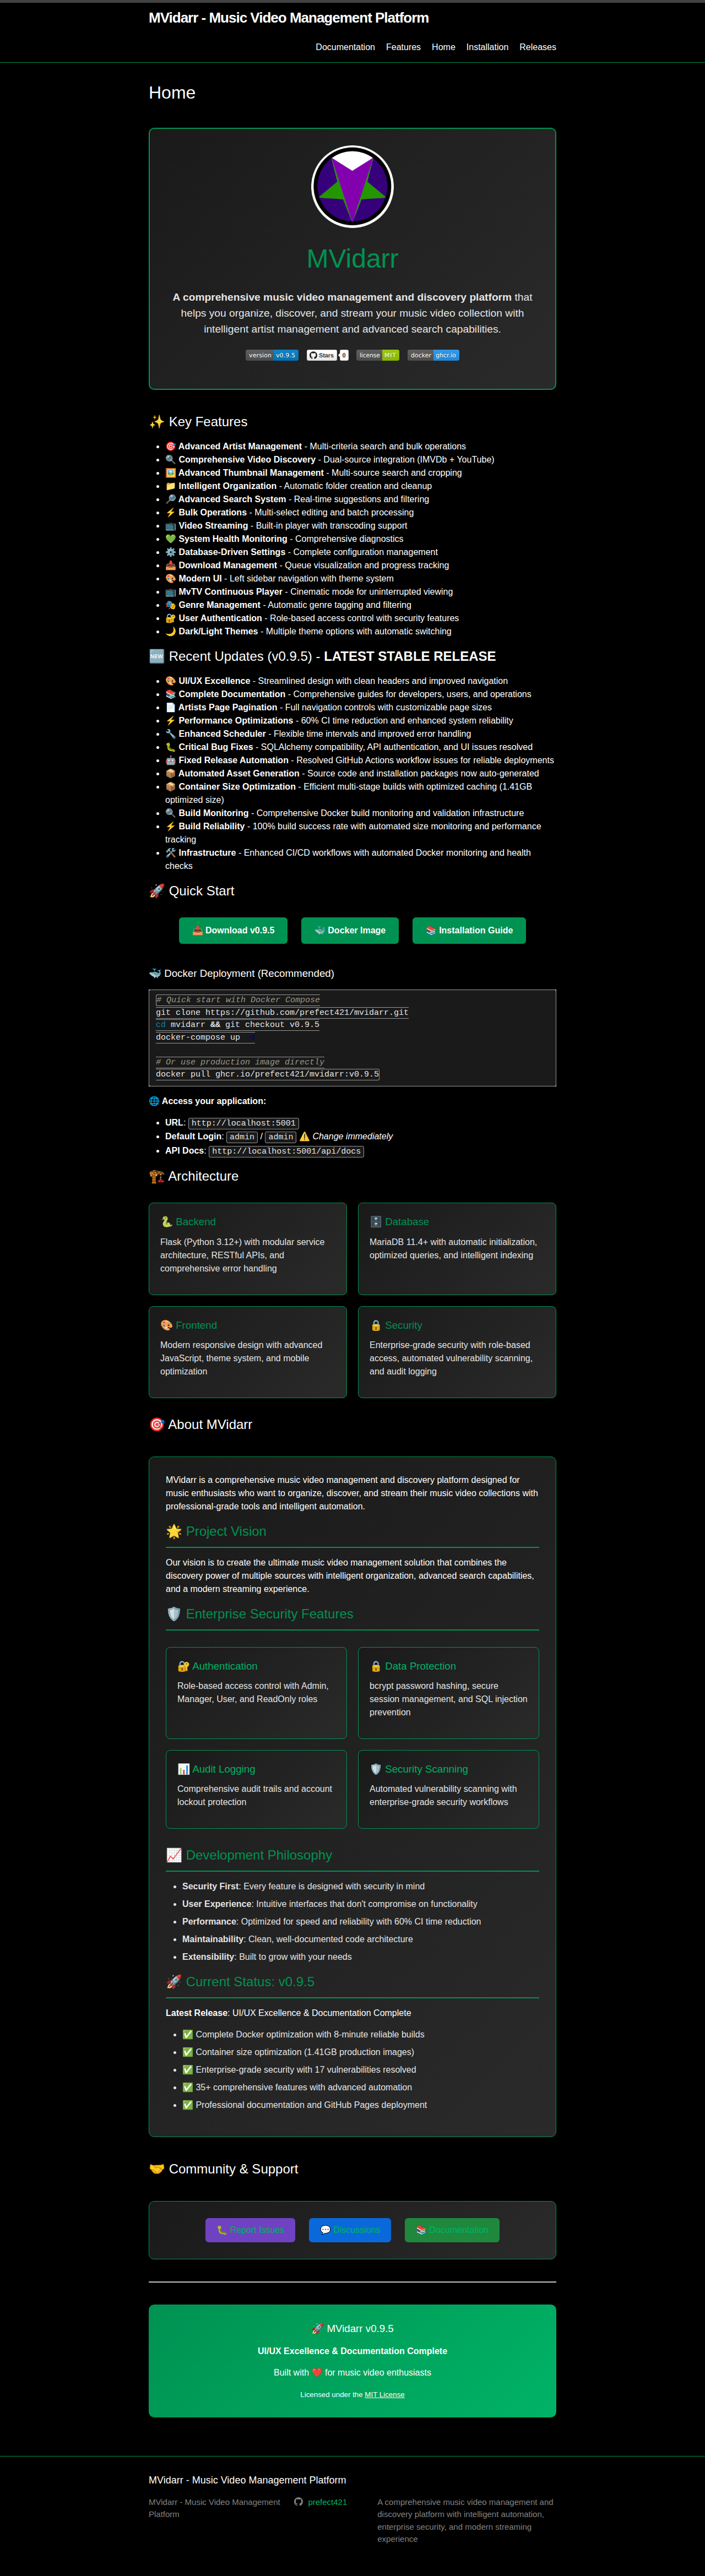 MVidarr - Music Video Management Platform
Documentation Features Home Installation Releases
Home
MVidarr
A comprehensive music video management and discovery platform that
helps you organize, discover, and stream your music video collection with
intelligent artist management and advanced search capabilities.
version v0.9.5 Stars 0 license MIT docker ghcr.io
✨ Key Features
• 🎯 Advanced Artist Management - Multi-criteria search and bulk operations
• 🔍 Comprehensive Video Discovery - Dual-source integration (IMVDb + YouTube)
• 🖼️ Advanced Thumbnail Management - Multi-source search and cropping
• 📁 Intelligent Organization - Automatic folder creation and cleanup
• 🔎 Advanced Search System - Real-time suggestions and filtering
• ⚡ Bulk Operations - Multi-select editing and batch processing
• 📺 Video Streaming - Built-in player with transcoding support
• 💚 System Health Monitoring - Comprehensive diagnostics
• ⚙️ Database-Driven Settings - Complete configuration management
• 📥 Download Management - Queue visualization and progress tracking
• 🎨 Modern UI - Left sidebar navigation with theme system
• 📺 MvTV Continuous Player - Cinematic mode for uninterrupted viewing
• 🎭 Genre Management - Automatic genre tagging and filtering
• 🔐 User Authentication - Role-based access control with security features
• 🌙 Dark/Light Themes - Multiple theme options with automatic switching
🆕 Recent Updates (v0.9.5) - LATEST STABLE RELEASE
• 🎨 UI/UX Excellence - Streamlined design with clean headers and improved navigation
• 📚 Complete Documentation - Comprehensive guides for developers, users, and operations
• 📄 Artists Page Pagination - Full navigation controls with customizable page sizes
• ⚡ Performance Optimizations - 60% CI time reduction and enhanced system reliability
• 🔧 Enhanced Scheduler - Flexible time intervals and improved error handling
• 🐛 Critical Bug Fixes - SQLAlchemy compatibility, API authentication, and UI issues resolved
• 🤖 Fixed Release Automation - Resolved GitHub Actions workflow issues for reliable deployments
• 📦 Automated Asset Generation - Source code and installation packages now auto-generated
• 📦 Container Size Optimization - Efficient multi-stage builds with optimized caching (1.41GB
optimized size)
• 🔍 Build Monitoring - Comprehensive Docker build monitoring and validation infrastructure
• ⚡ Build Reliability - 100% build success rate with automated size monitoring and performance
tracking
• 🛠️ Infrastructure - Enhanced CI/CD workflows with automated Docker monitoring and health
checks
🚀 Quick Start
📥 Download v0.9.5 🐳 Docker Image 📚 Installation Guide
🐳 Docker Deployment (Recommended)
# Quick start with Docker Compose
git clone https://github.com/prefect421/mvidarr.git
cd mvidarr && git checkout v0.9.5
docker-compose up
# Or use production image directly
docker pull ghcr.io/prefect421/mvidarr:v0.9.5
🌐 Access your application:
• URL: http://localhost:5001
• Default Login: admin / admin ⚠️ Change immediately
• API Docs: http://localhost:5001/api/docs
🏗️ Architecture
🐍 Backend
Flask (Python 3.12+) with modular service
architecture, RESTful APIs, and
comprehensive error handling
🗄️ Database
MariaDB 11.4+ with automatic initialization,
optimized queries, and intelligent indexing
🎨 Frontend
Modern responsive design with advanced
JavaScript, theme system, and mobile
optimization
🔒 Security
Enterprise-grade security with role-based
access, automated vulnerability scanning,
and audit logging
🎯 About MVidarr
MVidarr is a comprehensive music video management and discovery platform designed for
music enthusiasts who want to organize, discover, and stream their music video collections with
professional-grade tools and intelligent automation.
🌟 Project Vision
Our vision is to create the ultimate music video management solution that combines the
discovery power of multiple sources with intelligent organization, advanced search capabilities,
and a modern streaming experience.
🛡️ Enterprise Security Features
🔐 Authentication
Role-based access control with Admin,
Manager, User, and ReadOnly roles
🔒 Data Protection
bcrypt password hashing, secure
session management, and SQL injection
prevention
📊 Audit Logging
Comprehensive audit trails and account
lockout protection
🛡️ Security Scanning
Automated vulnerability scanning with
enterprise-grade security workflows
📈 Development Philosophy
• Security First: Every feature is designed with security in mind
• User Experience: Intuitive interfaces that don't compromise on functionality
• Performance: Optimized for speed and reliability with 60% CI time reduction
• Maintainability: Clean, well-documented code architecture
• Extensibility: Built to grow with your needs
🚀 Current Status: v0.9.5
Latest Release: UI/UX Excellence & Documentation Complete
• ✅ Complete Docker optimization with 8-minute reliable builds
• ✅ Container size optimization (1.41GB production images)
• ✅ Enterprise-grade security with 17 vulnerabilities resolved
• ✅ 35+ comprehensive features with advanced automation
• ✅ Professional documentation and GitHub Pages deployment
🤝 Community & Support
🐛 Report Issues 💬 Discussions 📚 Documentation
🚀 MVidarr v0.9.5
UI/UX Excellence & Documentation Complete
Built with ❤️ for music video enthusiasts
Licensed under the MIT License
MVidarr - Music Video Management Platform
MVidarr - Music Video Management
Platform
prefect421
A comprehensive music video management and
discovery platform with intelligent automation,
enterprise security, and modern streaming
experience